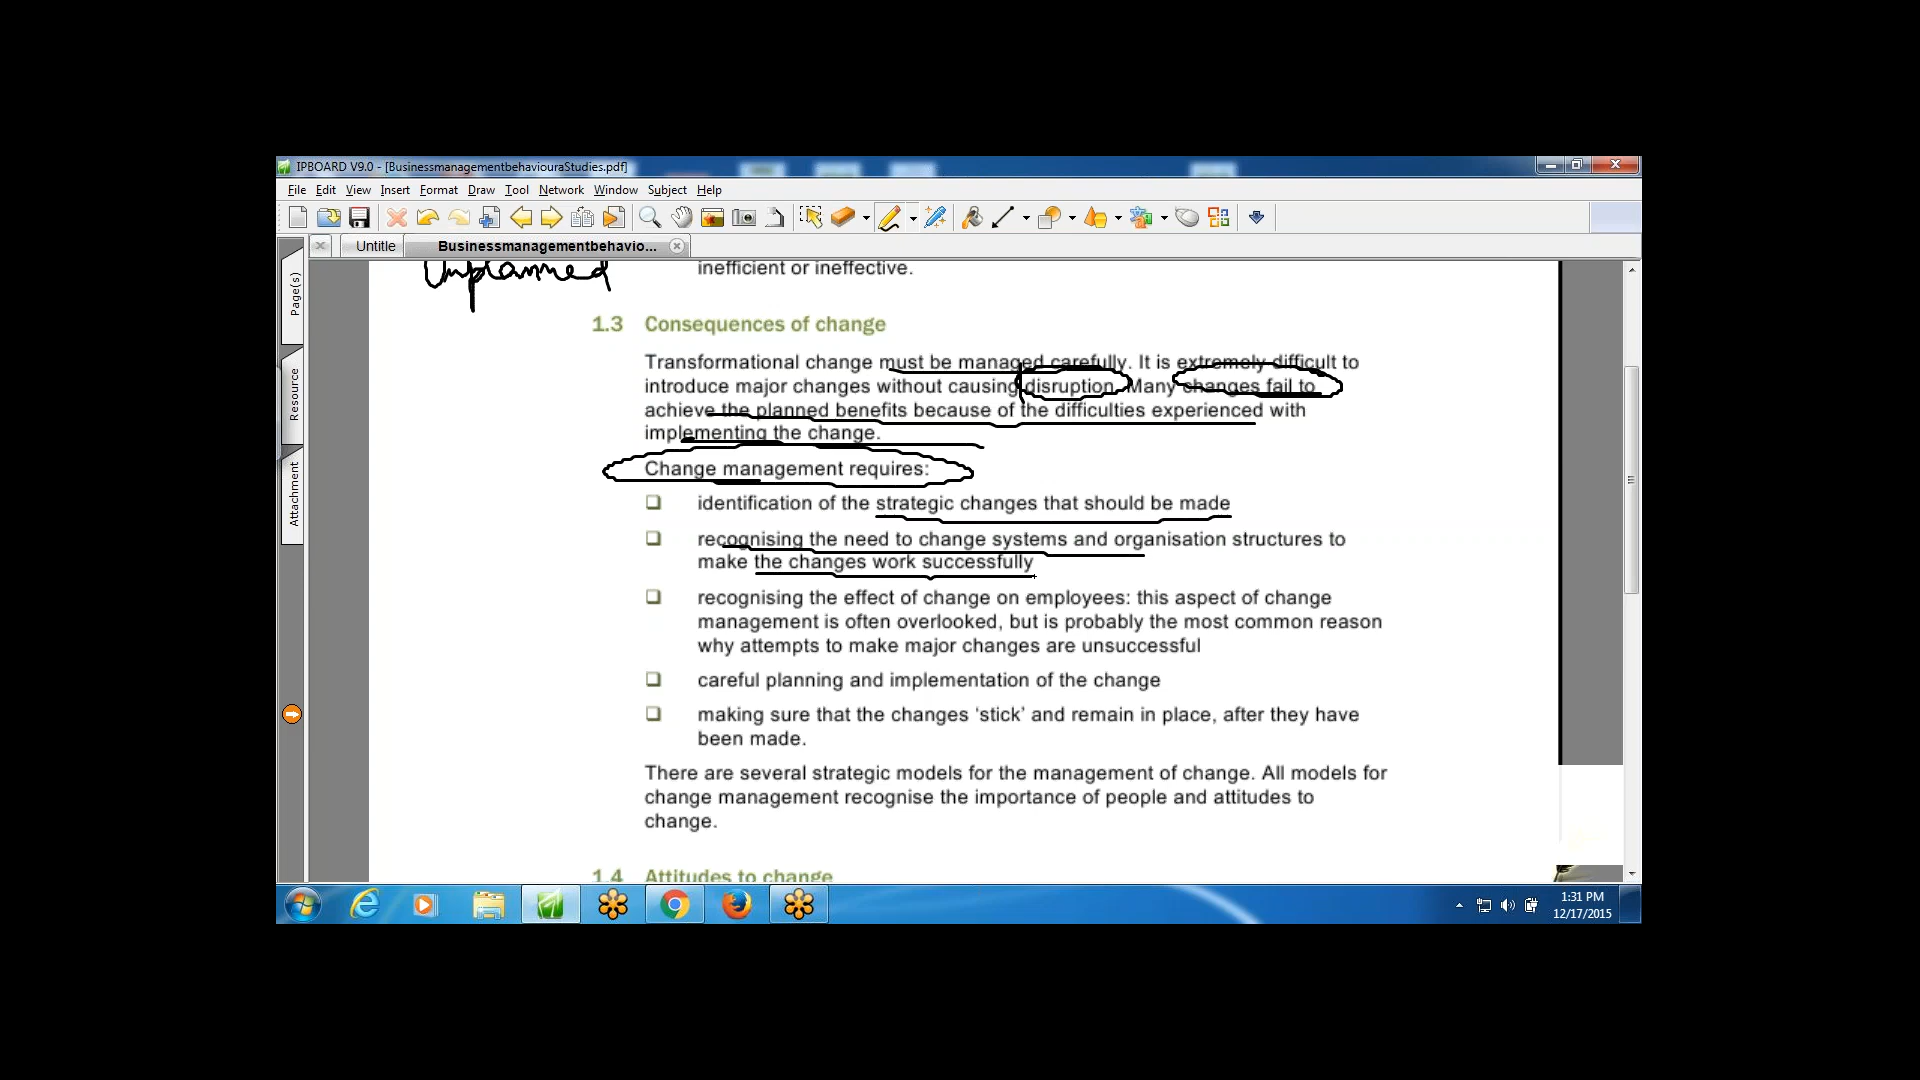 IPBOARD V9.0 - [BusinessmanagementbehaviouraStudies.pdf]
File Edit View Insert Format Draw Tool Network Window Subject Help
Untitle Businessmanagementbehavio...
Page(s)
Resource
Attachment
Unplanned
inefficient or ineffective.
1.3 Consequences of change
Transformational change must be managed carefully. It is extremely difficult to
introduce major changes without causing disruption. Many changes fail to
achieve the planned benefits because of the difficulties experienced with
implementing the change.
Change management requires:
❑ identification of the strategic changes that should be made
❑ recognising the need to change systems and organisation structures to
make the changes work successfully
❑ recognising the effect of change on employees: this aspect of change
management is often overlooked, but is probably the most common reason
why attempts to make major changes are unsuccessful
❑ careful planning and implementation of the change
❑ making sure that the changes ‘stick’ and remain in place, after they have
been made.
There are several strategic models for the management of change. All models for
change management recognise the importance of people and attitudes to
change.
1.4 Attitudes to change
1:31 PM
12/17/2015